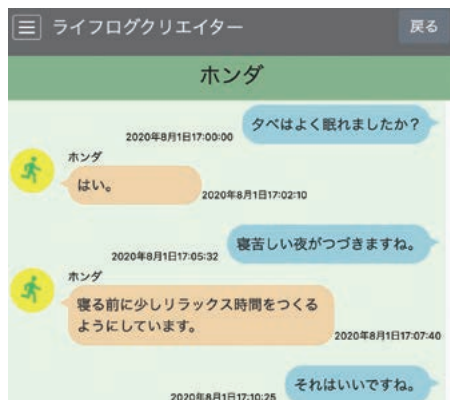 ライフログクリエイター
戻る
ホンダ
夕べはよく眠れましたか?
2020年8月1日17:00:00
ホンダ
はい。
2020年8月1日17:02:10
寝苦しい夜がつづきますね。
2020年8月1日17:05:32
ホンダ
寝る前に少しリラックス時間をつくる
ようにしています。
2020年8月1日17:07:40
それはいいですね。
2020年8月1日17:10:25